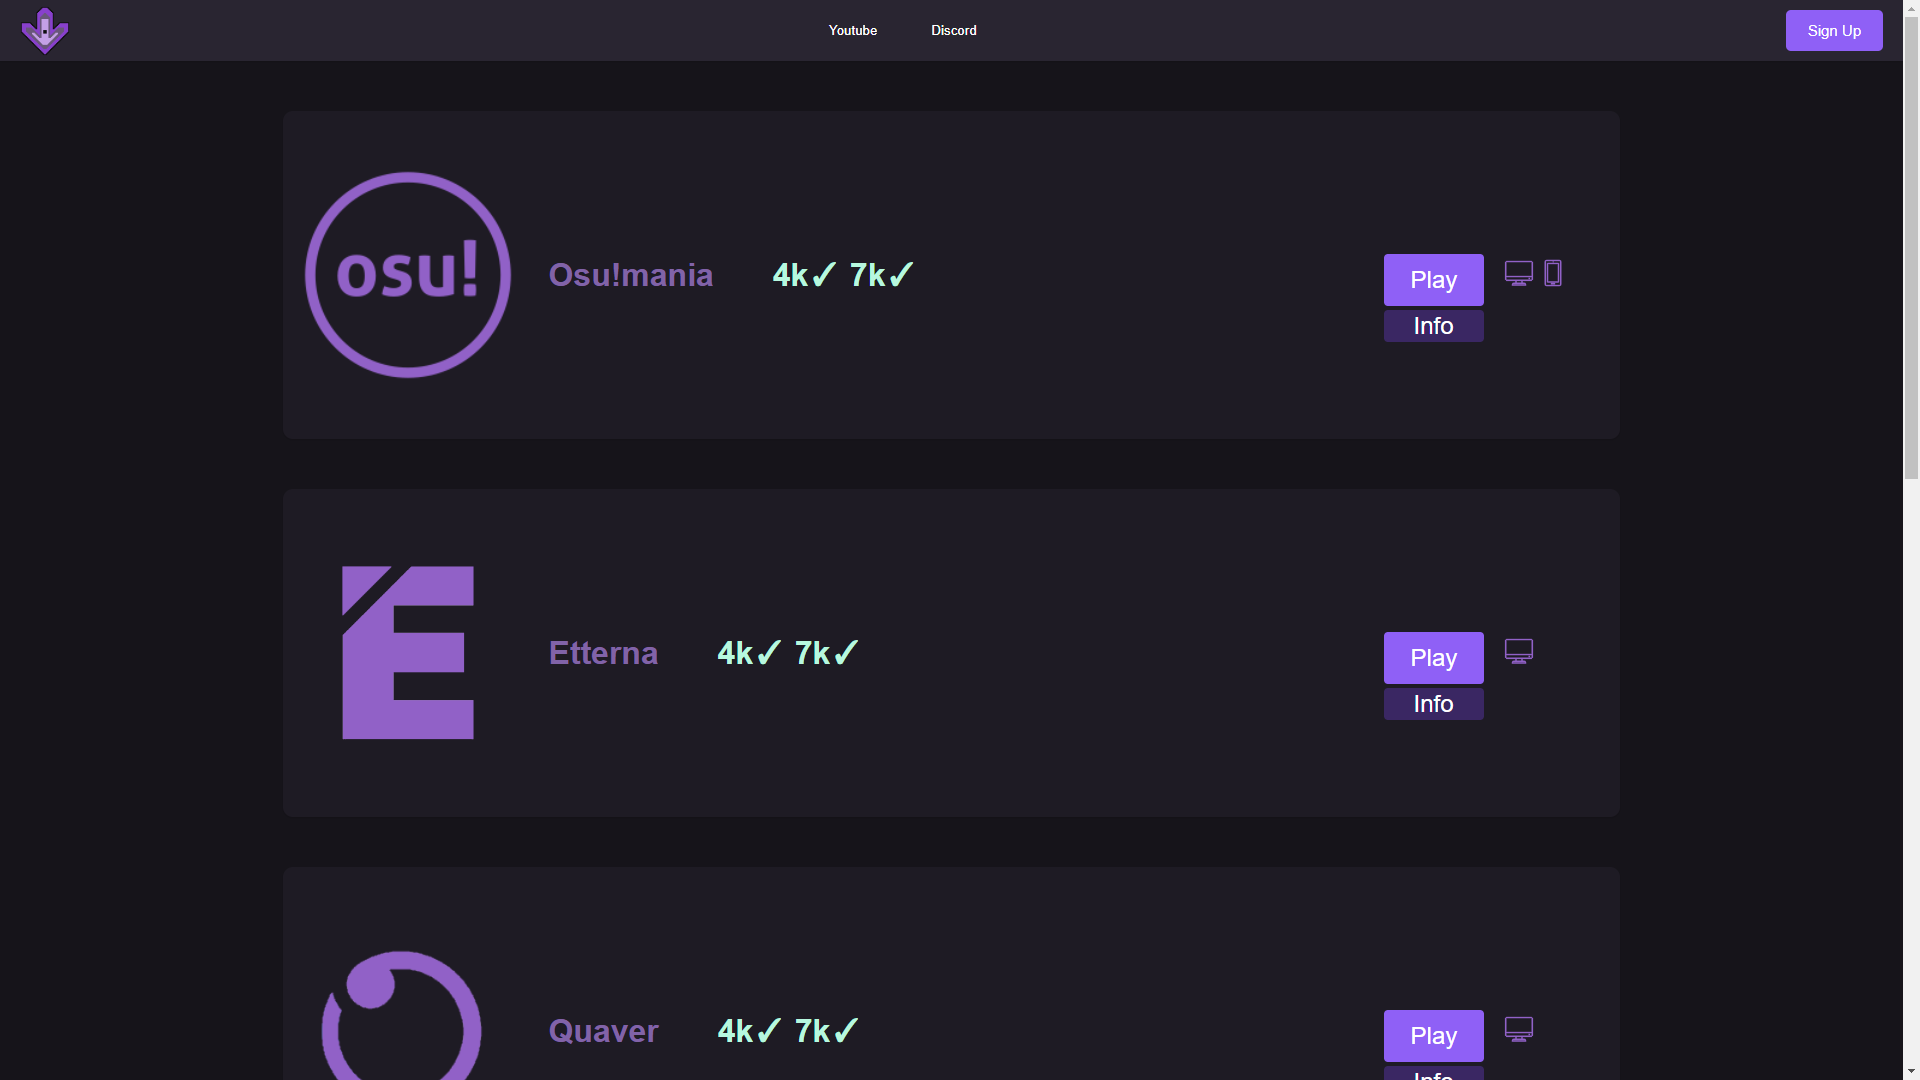 Youtube Discord Sign Up
osu!
Osu!mania 4k✓ 7k✓
Play
Info
E
Etterna 4k✓ 7k✓
Play
Info
Quaver 4k✓ 7k✓
Play
Info